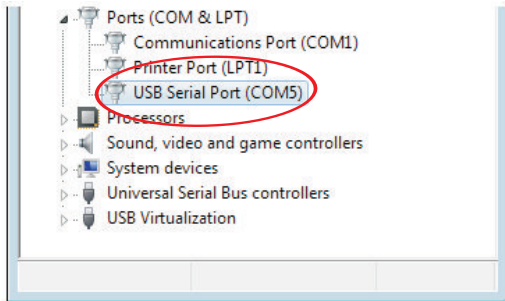 Ports (COM & LPT)
Communications Port (COM1)
Printer Port (LPT1)
USB Serial Port (COM5)
Processors
Sound, video and game controllers
System devices
Universal Serial Bus controllers
USB Virtualization